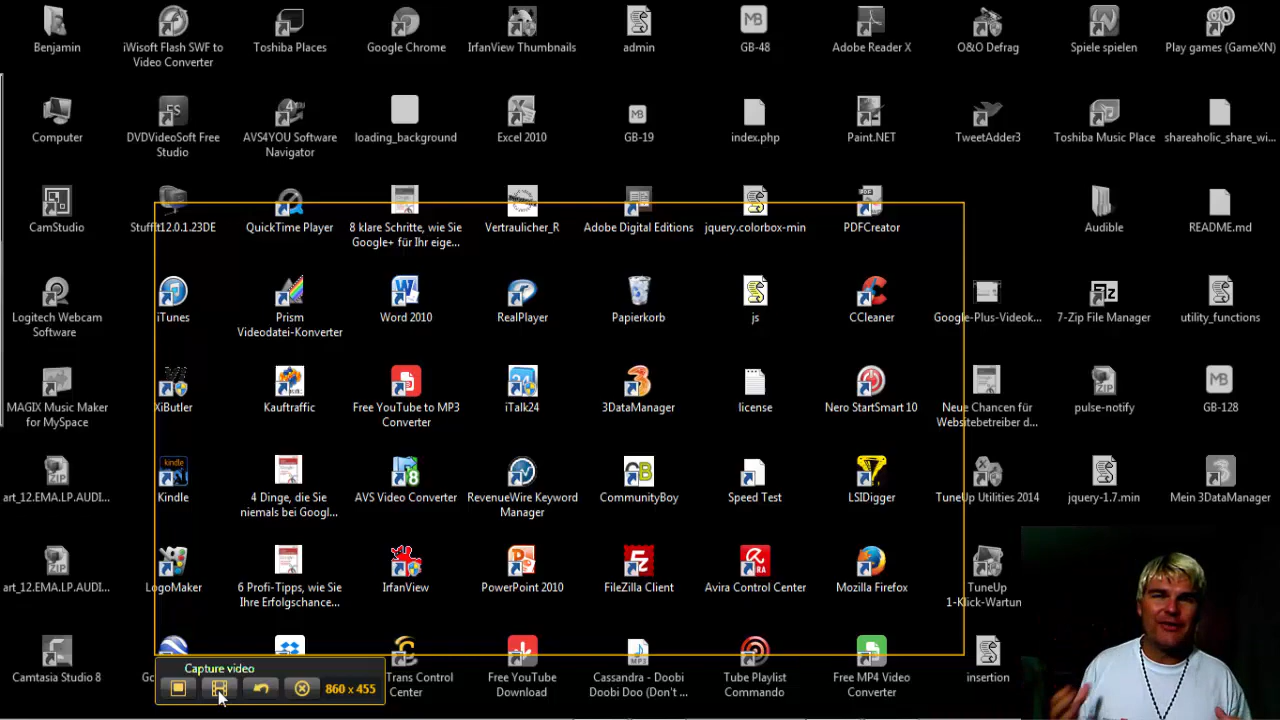 Benjamin
iWisoft Flash SWF to
Video Converter
Toshiba Places
Google Chrome
IrfanView Thumbnails
admin
GB-48
Adobe Reader X
O&O Defrag
Spiele spielen
Play games (GameXN)
Computer
DVDVideoSoft Free
Studio
AVS4YOU Software
Navigator
loading_background
Excel 2010
GB-19
index.php
Paint.NET
TweetAdder3
Toshiba Music Place
shareaholic_share_wi...
CamStudio
StuffIt12.0.1.23DE
QuickTime Player
8 klare Schritte, wie Sie
Google+ für Ihr eige...
Vertraulicher_R
Adobe Digital Editions
jquery.colorbox-min
PDFCreator
Audible
README.md
Logitech Webcam
Software
iTunes
Prism
Videodatei-Konverter
Word 2010
RealPlayer
Papierkorb
js
CCleaner
Google-Plus-Videok...
7-Zip File Manager
utility_functions
MAGIX Music Maker
for MySpace
XiButler
Kauftraffic
Free YouTube to MP3
Converter
iTalk24
3DataManager
license
Nero StartSmart 10
Neue Chancen für
Websitebetreiber d...
pulse-notify
GB-128
art_12.EMA.LP.AUDI...
Kindle
4 Dinge, die Sie
niemals bei Googl...
AVS Video Converter
RevenueWire Keyword
Manager
CommunityBoy
Speed Test
LSIDigger
TuneUp Utilities 2014
jquery-1.7.min
Mein 3DataManager
art_12.EMA.LP.AUDI...
LogoMaker
6 Profi-Tipps, wie Sie
Ihre Erfolgschance...
IrfanView
PowerPoint 2010
FileZilla Client
Avira Control Center
Mozilla Firefox
TuneUp
1-Klick-Wartun
Camtasia Studio 8
Capture video
860 x 455
Trans Control
Center
Free YouTube
Download
Cassandra - Doobi
Doobi Doo (Don't ...
Tube Playlist
Commando
Free MP4 Video
Converter
insertion